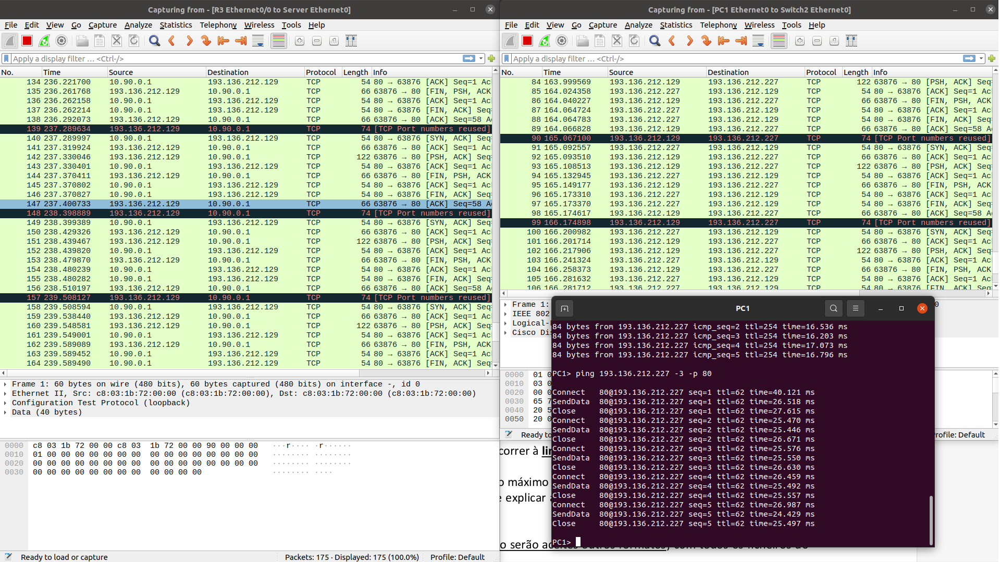 Capturing from - [R3 Ethernet0/0 to Server Ethernet0]
File Edit View Go Capture Analyze Statistics Telephony Wireless Tools Help
Apply a display filter … <Ctrl-/>
No. Time Source Destination Protocol Length Info
134 236.221700 10.90.0.1 193.136.212.129 TCP 54 80 → 63876 [ACK] Seq=1 Ac
135 236.261768 193.136.212.129 10.90.0.1 TCP 66 63876 → 80 [FIN, PSH, ACK
136 236.262158 10.90.0.1 193.136.212.129 TCP 54 80 → 63876 [ACK] Seq=1 Ac
137 236.262214 10.90.0.1 193.136.212.129 TCP 54 80 → 63876 [FIN, ACK] Seq=
138 236.292073 193.136.212.129 10.90.0.1 TCP 66 63876 → 80 [ACK] Seq=58 A
139 237.289634 193.136.212.129 10.90.0.1 TCP 74 [TCP Port numbers reused]
140 237.289997 10.90.0.1 193.136.212.129 TCP 54 80 → 63876 [SYN, ACK] Seq=
141 237.319924 193.136.212.129 10.90.0.1 TCP 66 63876 → 80 [ACK] Seq=1 Ac
142 237.330046 193.136.212.129 10.90.0.1 TCP 122 63876 → 80 [PSH, ACK] Seq=
143 237.330401 10.90.0.1 193.136.212.129 TCP 54 80 → 63876 [ACK] Seq=1 Ac
144 237.370411 193.136.212.129 10.90.0.1 TCP 66 63876 → 80 [FIN, PSH, ACK
145 237.370802 10.90.0.1 193.136.212.129 TCP 54 80 → 63876 [ACK] Seq=1 Ac
146 237.370827 10.90.0.1 193.136.212.129 TCP 54 80 → 63876 [FIN, ACK] Seq=
147 237.400733 193.136.212.129 10.90.0.1 TCP 66 63876 → 80 [ACK] Seq=58 A
148 238.398889 193.136.212.129 10.90.0.1 TCP 74 [TCP Port numbers reused]
149 238.399389 10.90.0.1 193.136.212.129 TCP 54 80 → 63876 [SYN, ACK] Seq=
150 238.429326 193.136.212.129 10.90.0.1 TCP 66 63876 → 80 [ACK] Seq=1 Ac
151 238.439467 193.136.212.129 10.90.0.1 TCP 122 63876 → 80 [PSH, ACK] Seq=
152 238.439820 10.90.0.1 193.136.212.129 TCP 54 80 → 63876 [ACK] Seq=1 Ac
153 238.479870 193.136.212.129 10.90.0.1 TCP 66 63876 → 80 [FIN, PSH, ACK
154 238.480239 10.90.0.1 193.136.212.129 TCP 54 80 → 63876 [ACK] Seq=1 Ac
155 238.480282 10.90.0.1 193.136.212.129 TCP 54 80 → 63876 [FIN, ACK] Seq=
156 238.510197 193.136.212.129 10.90.0.1 TCP 66 63876 → 80 [ACK] Seq=58 A
157 239.508127 193.136.212.129 10.90.0.1 TCP 74 [TCP Port numbers reused]
158 239.508594 10.90.0.1 193.136.212.129 TCP 54 80 → 63876 [SYN, ACK] Seq=
159 239.538440 193.136.212.129 10.90.0.1 TCP 66 63876 → 80 [ACK] Seq=1 Ac
160 239.548581 193.136.212.129 10.90.0.1 TCP 122 63876 → 80 [PSH, ACK] Seq=
161 239.549001 10.90.0.1 193.136.212.129 TCP 54 80 → 63876 [ACK] Seq=1 Ac
162 239.589089 193.136.212.129 10.90.0.1 TCP 66 63876 → 80 [FIN, PSH, ACK
163 239.589452 10.90.0.1 193.136.212.129 TCP 54 80 → 63876 [ACK] Seq=1 Ac
164 239.589490 10.90.0.1 193.136.212.129 TCP 54 80 → 63876 [FIN, ACK] Seq=
Frame 1: 60 bytes on wire (480 bits), 60 bytes captured (480 bits) on interface -, id 0
Ethernet II, Src: c8:03:1b:72:00:00 (c8:03:1b:72:00:00), Dst: c8:03:1b:72:00:00 (c8:03:1b:72:00:00)
Configuration Test Protocol (loopback)
Data (40 bytes)
0000 c8 03 1b 72 00 00 c8 03 1b 72 00 00 90 00 00 00 ···r···· ·r······
0010 01 00 00 00 00 00 00 00 00 00 00 00 00 00 00 00 ········ ········
0020 00 00 00 00 00 00 00 00 00 00 00 00 00 00 00 00 ········ ········
0030 00 00 00 00 00 00 00 00 00 00 00 00 ········ ····
Ready to load or capture Packets: 175 · Displayed: 175 (100.0%) Profile: Default
Capturing from - [PC1 Ethernet0 to Switch2 Ethernet0]
File Edit View Go Capture Analyze Statistics Telephony Wireless Tools Help
Apply a display filter … <Ctrl-/>
No. Time Source Destination Protocol Length Info
84 163.999569 193.136.212.129 193.136.212.227 TCP 122 63876 → 80 [PSH, ACK] Seq=
85 164.024358 193.136.212.227 193.136.212.129 TCP 54 80 → 63876 [ACK] Seq=1 Ac
86 164.040227 193.136.212.129 193.136.212.227 TCP 66 63876 → 80 [FIN, PSH, ACK
87 164.064724 193.136.212.227 193.136.212.129 TCP 54 80 → 63876 [ACK] Seq=1 Ac
88 164.064783 193.136.212.227 193.136.212.129 TCP 54 80 → 63876 [FIN, ACK] Seq=
89 164.066828 193.136.212.129 193.136.212.227 TCP 66 63876 → 80 [ACK] Seq=58 A
90 165.067100 193.136.212.129 193.136.212.227 TCP 74 [TCP Port numbers reused]
91 165.092557 193.136.212.227 193.136.212.129 TCP 54 80 → 63876 [SYN, ACK] Seq=
92 165.093510 193.136.212.129 193.136.212.227 TCP 66 63876 → 80 [ACK] Seq=1 Ac
93 165.108513 193.136.212.129 193.136.212.227 TCP 122 63876 → 80 [PSH, ACK] Seq=
94 165.132945 193.136.212.227 193.136.212.129 TCP 54 80 → 63876 [ACK] Seq=1 Ac
95 165.149177 193.136.212.129 193.136.212.227 TCP 66 63876 → 80 [FIN, PSH, ACK
96 165.173310 193.136.212.227 193.136.212.129 TCP 54 80 → 63876 [ACK] Seq=1 Ac
97 165.173370 193.136.212.227 193.136.212.129 TCP 54 80 → 63876 [FIN, ACK] Seq=
98 165.174617 193.136.212.129 193.136.212.227 TCP 66 63876 → 80 [ACK] Seq=58 A
99 166.174898 193.136.212.129 193.136.212.227 TCP 74 [TCP Port numbers reused]
100 166.200982 193.136.212.227 193.136.212.129 TCP 54 80 → 63876 [SYN, ACK] Seq=
101 166.201714 193.136.212.129 193.136.212.227 TCP 66 63876 → 80 [ACK] Seq=1 Ac
102 166.217906 193.136.212.129 193.136.212.227 TCP 122 63876 → 80 [PSH, ACK] Seq=
103 166.241324 193.136.212.227 193.136.212.129 TCP 54 80 → 63876 [ACK] Seq=1 Ac
104 166.258373 193.136.212.129 193.136.212.227 TCP 66 63876 → 80 [FIN, PSH, ACK
105 166.281632 193.136.212.227 193.136.212.129 TCP 54 80 → 63876 [ACK] Seq=1 Ac
106 166.281712 193.136.212.227 193.136.212.129 TCP 54 80 → 63876 [FIN, ACK] Seq=
Frame 1: 0
IEEE 802
Logical-
Cisco Di
0000 01 0
0010 03 0
0020 00 0
0030 65 7
0040 20 5
0050 20 0
Ready to Profile: Default
PC1
84 bytes from 193.136.212.227 icmp_seq=2 ttl=254 time=16.536 ms
84 bytes from 193.136.212.227 icmp_seq=3 ttl=254 time=16.203 ms
84 bytes from 193.136.212.227 icmp_seq=4 ttl=254 time=17.073 ms
84 bytes from 193.136.212.227 icmp_seq=5 ttl=254 time=16.796 ms
PC1> ping 193.136.212.227 -3 -p 80
Connect 80@193.136.212.227 seq=1 ttl=62 time=40.121 ms
SendData 80@193.136.212.227 seq=1 ttl=62 time=26.518 ms
Close 80@193.136.212.227 seq=1 ttl=62 time=27.615 ms
Connect 80@193.136.212.227 seq=2 ttl=62 time=25.470 ms
SendData 80@193.136.212.227 seq=2 ttl=62 time=25.446 ms
Close 80@193.136.212.227 seq=2 ttl=62 time=26.671 ms
Connect 80@193.136.212.227 seq=3 ttl=62 time=25.576 ms
SendData 80@193.136.212.227 seq=3 ttl=62 time=25.550 ms
Close 80@193.136.212.227 seq=3 ttl=62 time=26.630 ms
Connect 80@193.136.212.227 seq=4 ttl=62 time=26.459 ms
SendData 80@193.136.212.227 seq=4 ttl=62 time=25.492 ms
Close 80@193.136.212.227 seq=4 ttl=62 time=25.557 ms
Connect 80@193.136.212.227 seq=5 ttl=62 time=26.987 ms
SendData 80@193.136.212.227 seq=5 ttl=62 time=24.429 ms
Close 80@193.136.212.227 seq=5 ttl=62 time=25.497 ms
PC1>
correr à li
o máximo
e explicar
o serão aceites outros formatos, com todos os ficheiros do